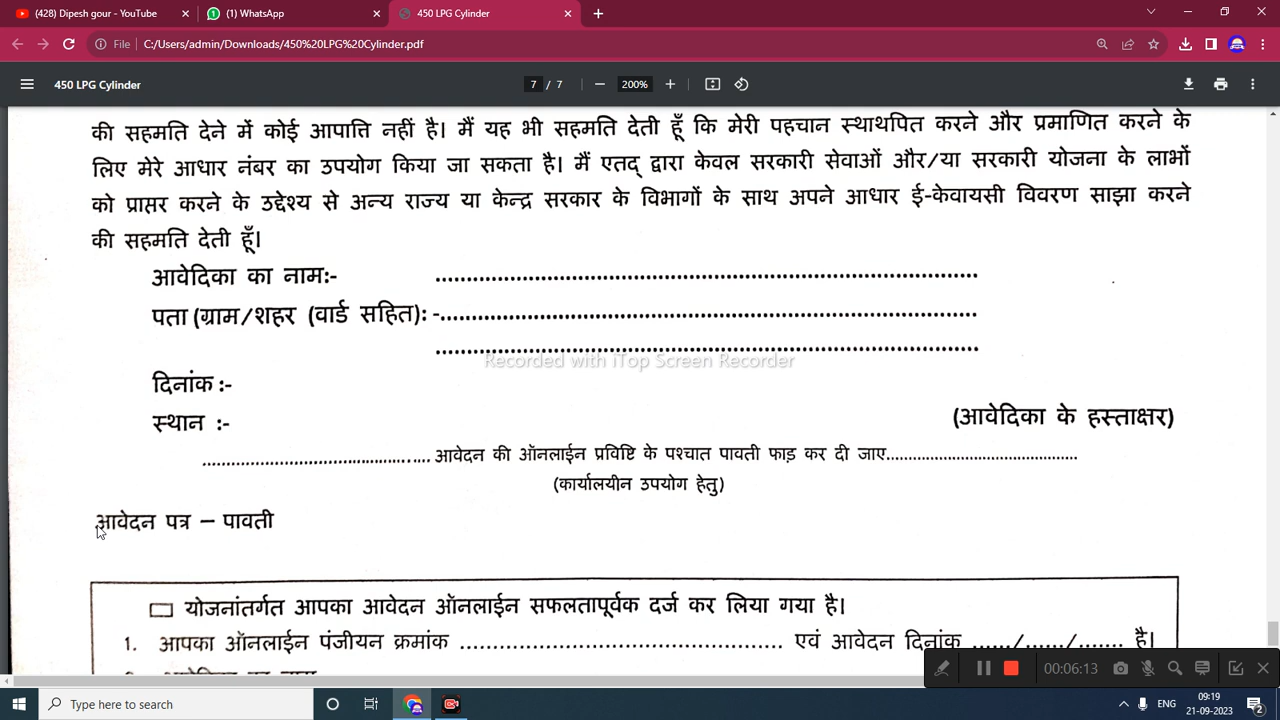 (428) Dipesh gour - YouTube
(1) WhatsApp
450 LPG Cylinder
File C:/Users/admin/Downloads/450%20LPG%20Cylinder.pdf
450 LPG Cylinder 7 / 7 200%
की सहमति देने में कोई आपात्ति नहीं है। मैं यह भी सहमति देती हूँ कि मेरी पहचान स्थाथपित करने और प्रमाणित करने के
लिए मेरे आधार नंबर का उपयोग किया जा सकता है। मैं एतद् द्वारा केवल सरकारी सेवाओं और/या सरकारी योजना के लाभों
को प्राप्तर करने के उद्देश्य से अन्य राज्य या केन्द्र सरकार के विभागों के साथ अपने आधार ई-केवायसी विवरण साझा करने
की सहमति देती हूँ।
आवेदिका का नाम:- ......................................................................................
पता (ग्राम/शहर (वार्ड सहित): -.....................................................................................
......................................................................................
Recorded with iTop Screen Recorder
दिनांक :-
स्थान :-
(आवेदिका के हस्ताक्षर)
........................................... आवेदन की ऑनलाईन प्रविष्टि के पश्चात पावती फाड़ कर दी जाए........................................
(कार्यालयीन उपयोग हेतु)
आवेदन पत्र – पावती
योजनांतर्गत आपका आवेदन ऑनलाईन सफलतापूर्वक दर्ज कर लिया गया है।
1. आपका ऑनलाईन पंजीयन क्रमांक .................................................. एवं आवेदन दिनांक ....../....../....... है।
00:06:13
Type here to search
ENG
09:19
21-09-2023
2